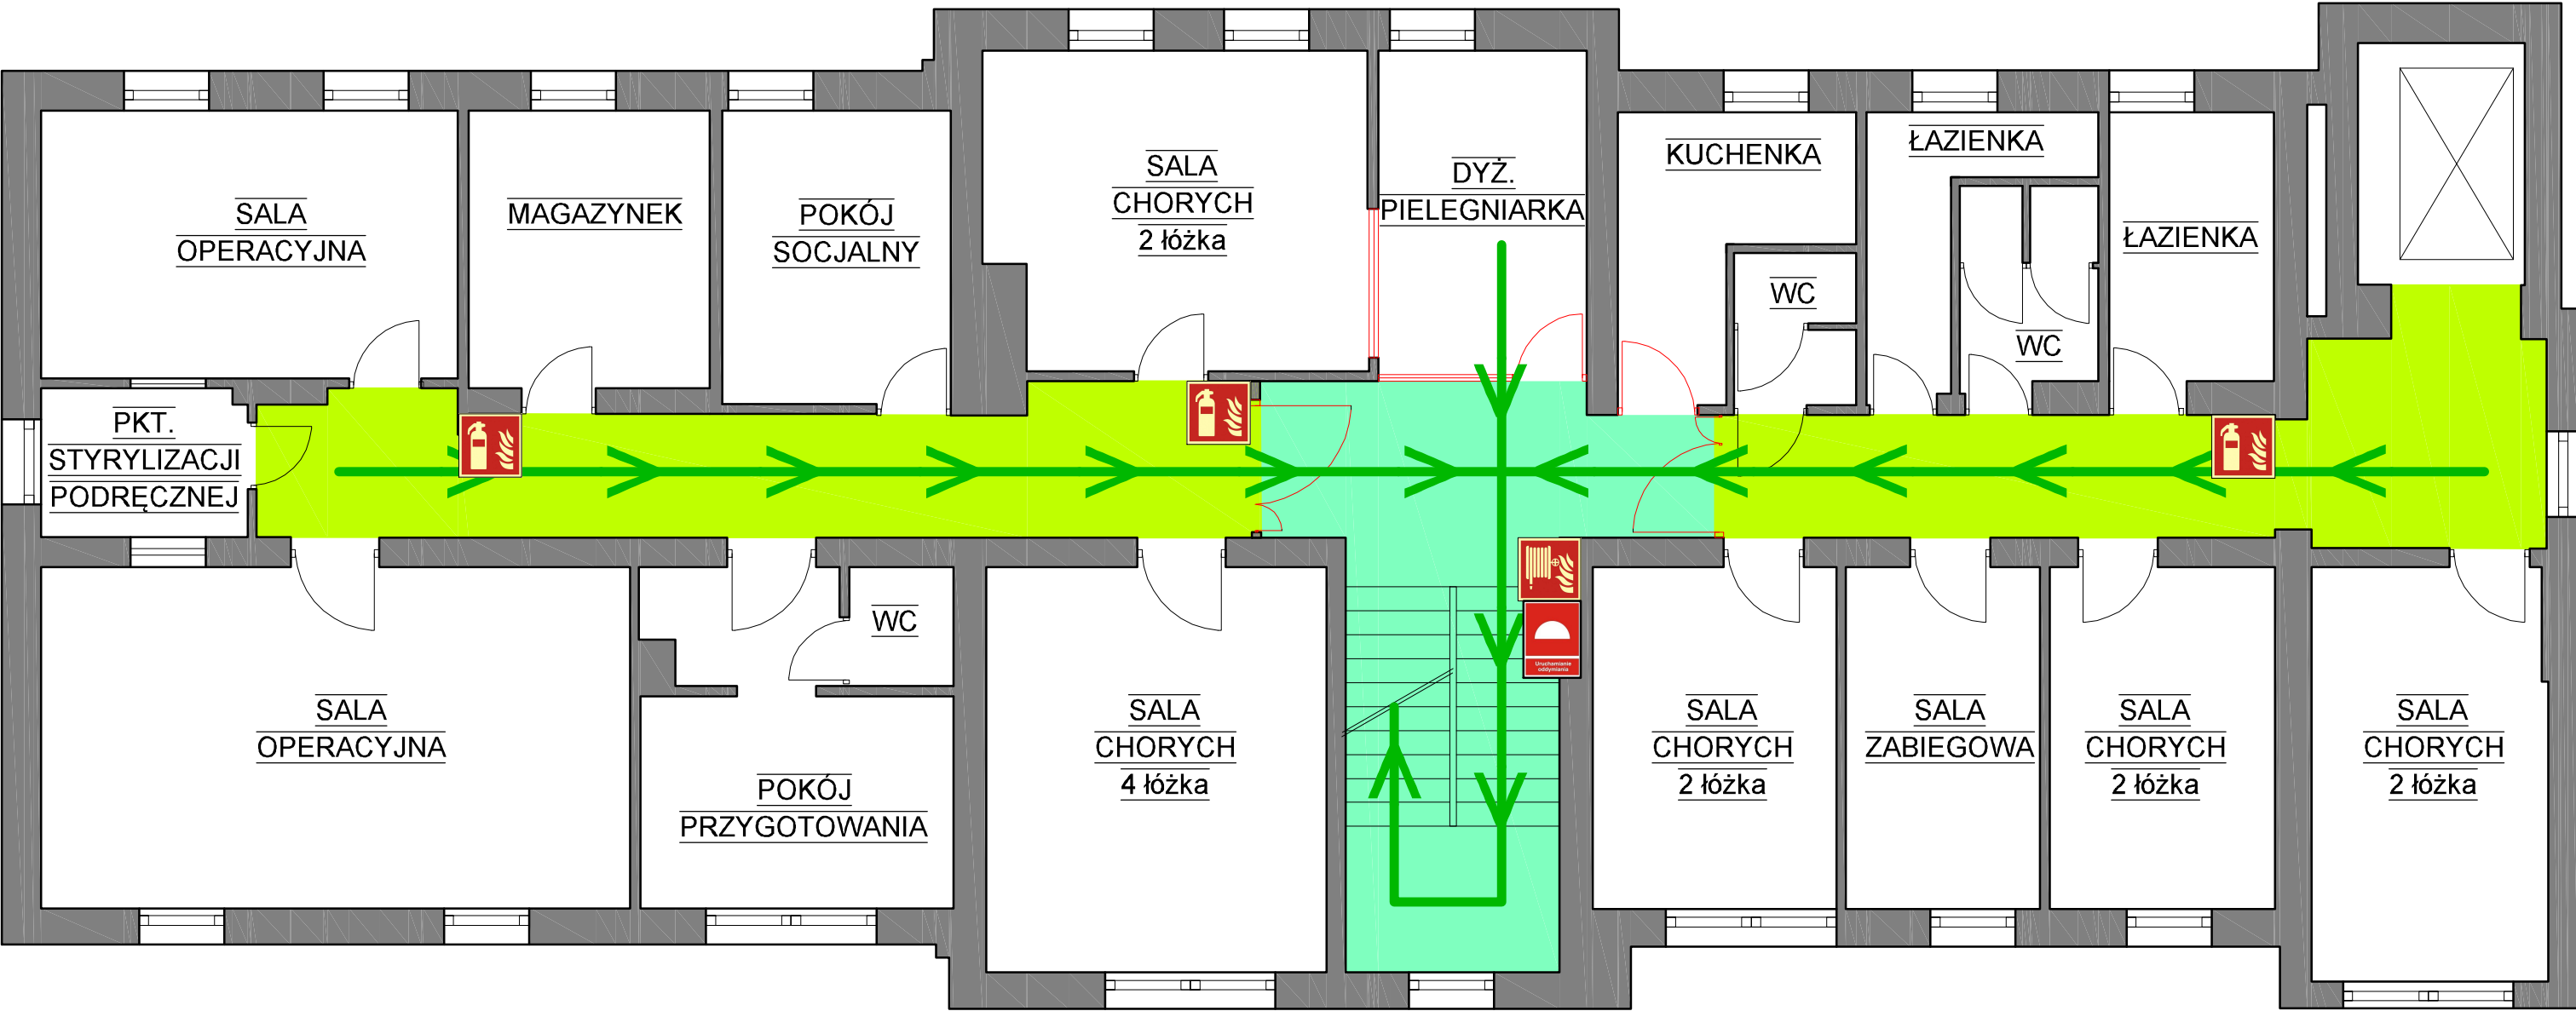 SALA
OPERACYJNA
MAGAZYNEK
POKÓJ
SOCJALNY
SALA
CHORYCH
2 łóżka
DYŻ.
PIELEGNIARKA
KUCHENKA
WC
ŁAZIENKA
WC
ŁAZIENKA
PKT.
STYRYLIZACJI
PODRĘCZNEJ
SALA
OPERACYJNA
WC
POKÓJ
PRZYGOTOWANIA
SALA
CHORYCH
4 łóżka
Uruchamianie
oddymiania
SALA
CHORYCH
2 łóżka
SALA
ZABIEGOWA
SALA
CHORYCH
2 łóżka
SALA
CHORYCH
2 łóżka